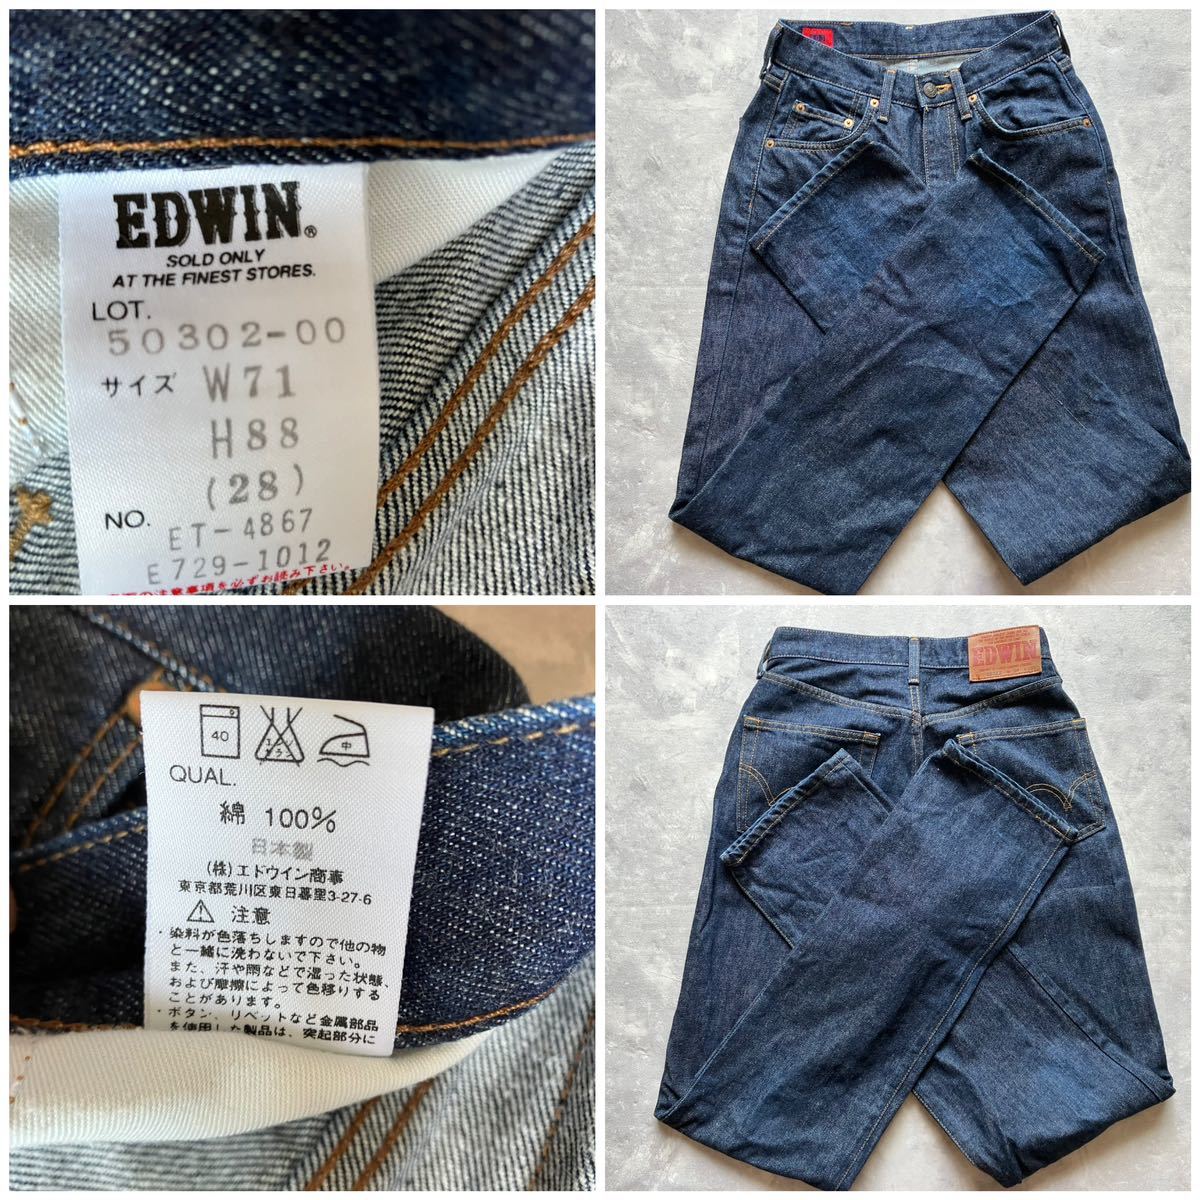 EDWIN®
SOLD ONLY
AT THE FINEST STORES.
LOT.
50302-00
サイズ W71
H88
(28)
NO. ET-4867
E729-1012
EDWIN
40
中
QUAL.
綿 100%
日本製
(株)エドウイン商事
東京都荒川区東日暮里3-27-6
注意
・染料が色落ちしますので他の物
と一緒に洗わないで下さい。
また、汗や雨などで湿った状態、
および摩擦によって色移りする
ことがあります。
・ボタン、リベットなど金属部品
を使用した製品は、突起部分に